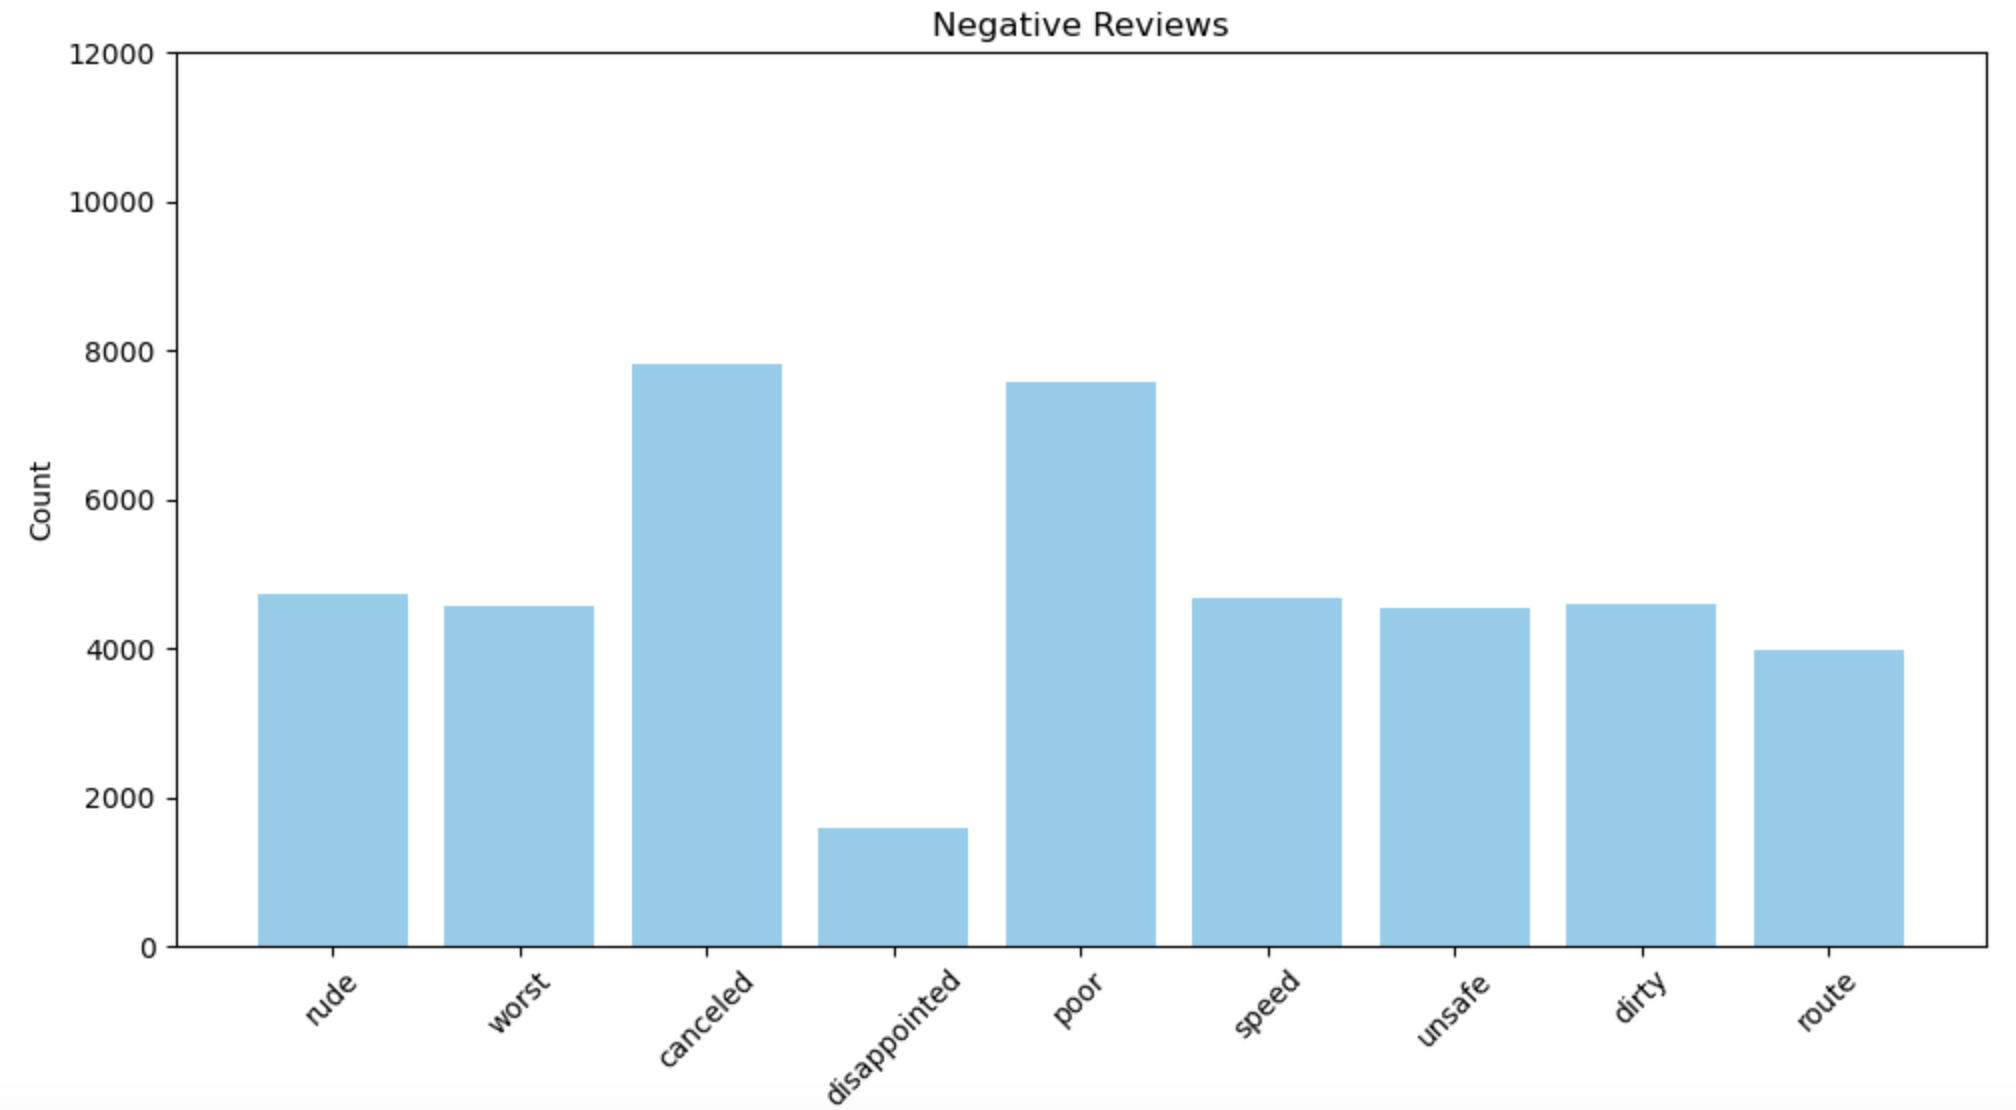 Negative Reviews
12000
10000
8000
6000
4000
2000
0
Count
rude
worst
canceled
disappointed
poor
speed
unsafe
dirty
route